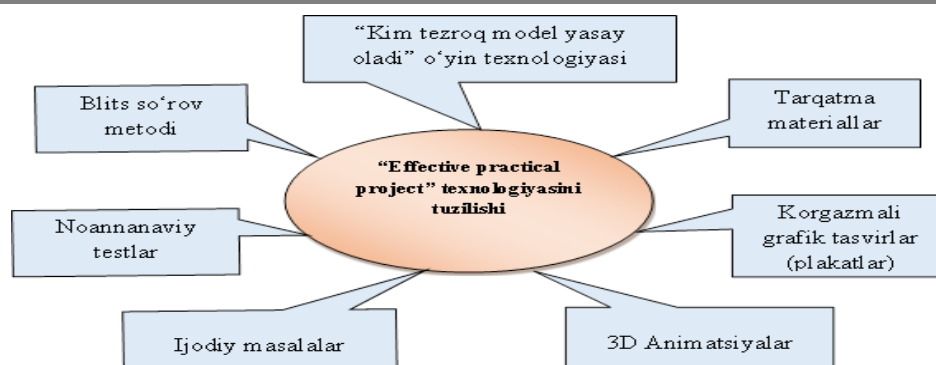 “Kim tezroq model yasay
oladi” o‘yin texnologiyasi
Blits so‘rov
metodi
Tarqatma
materiallar
“Effective practical
project” texnologiyasini
tuzilishi
Noannanaviy
testlar
Korgazmali
grafik tasvirlar
(plakatlar)
Ijodiy masalalar
3D Animatsiyalar